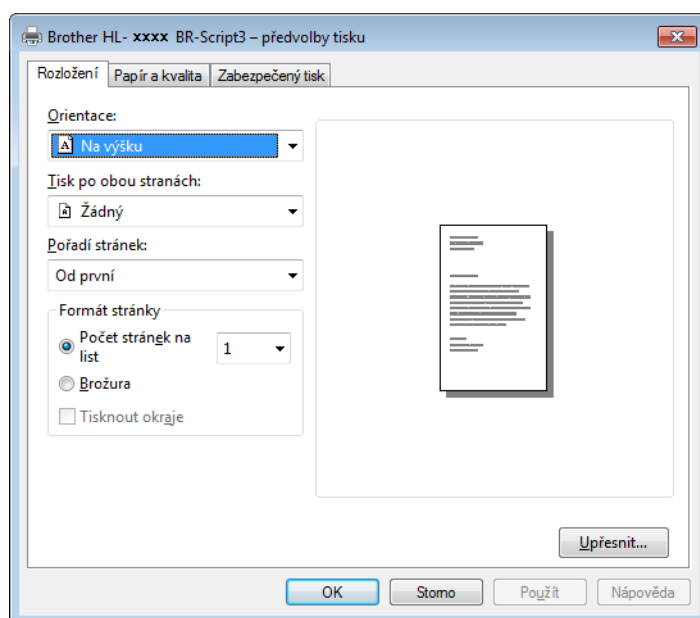 Brother HL- xxxx BR-Script3 – předvolby tisku
Rozložení Papír a kvalita Zabezpečený tisk
Orientace:
A Na výšku
Tisk po obou stranách:
A Žádný
Pořadí stránek:
Od první
Formát stránky
Počet stránek na
list
1
Brožura
Tisknout okraje
Upřesnit...
OK Storno Použít Nápověda